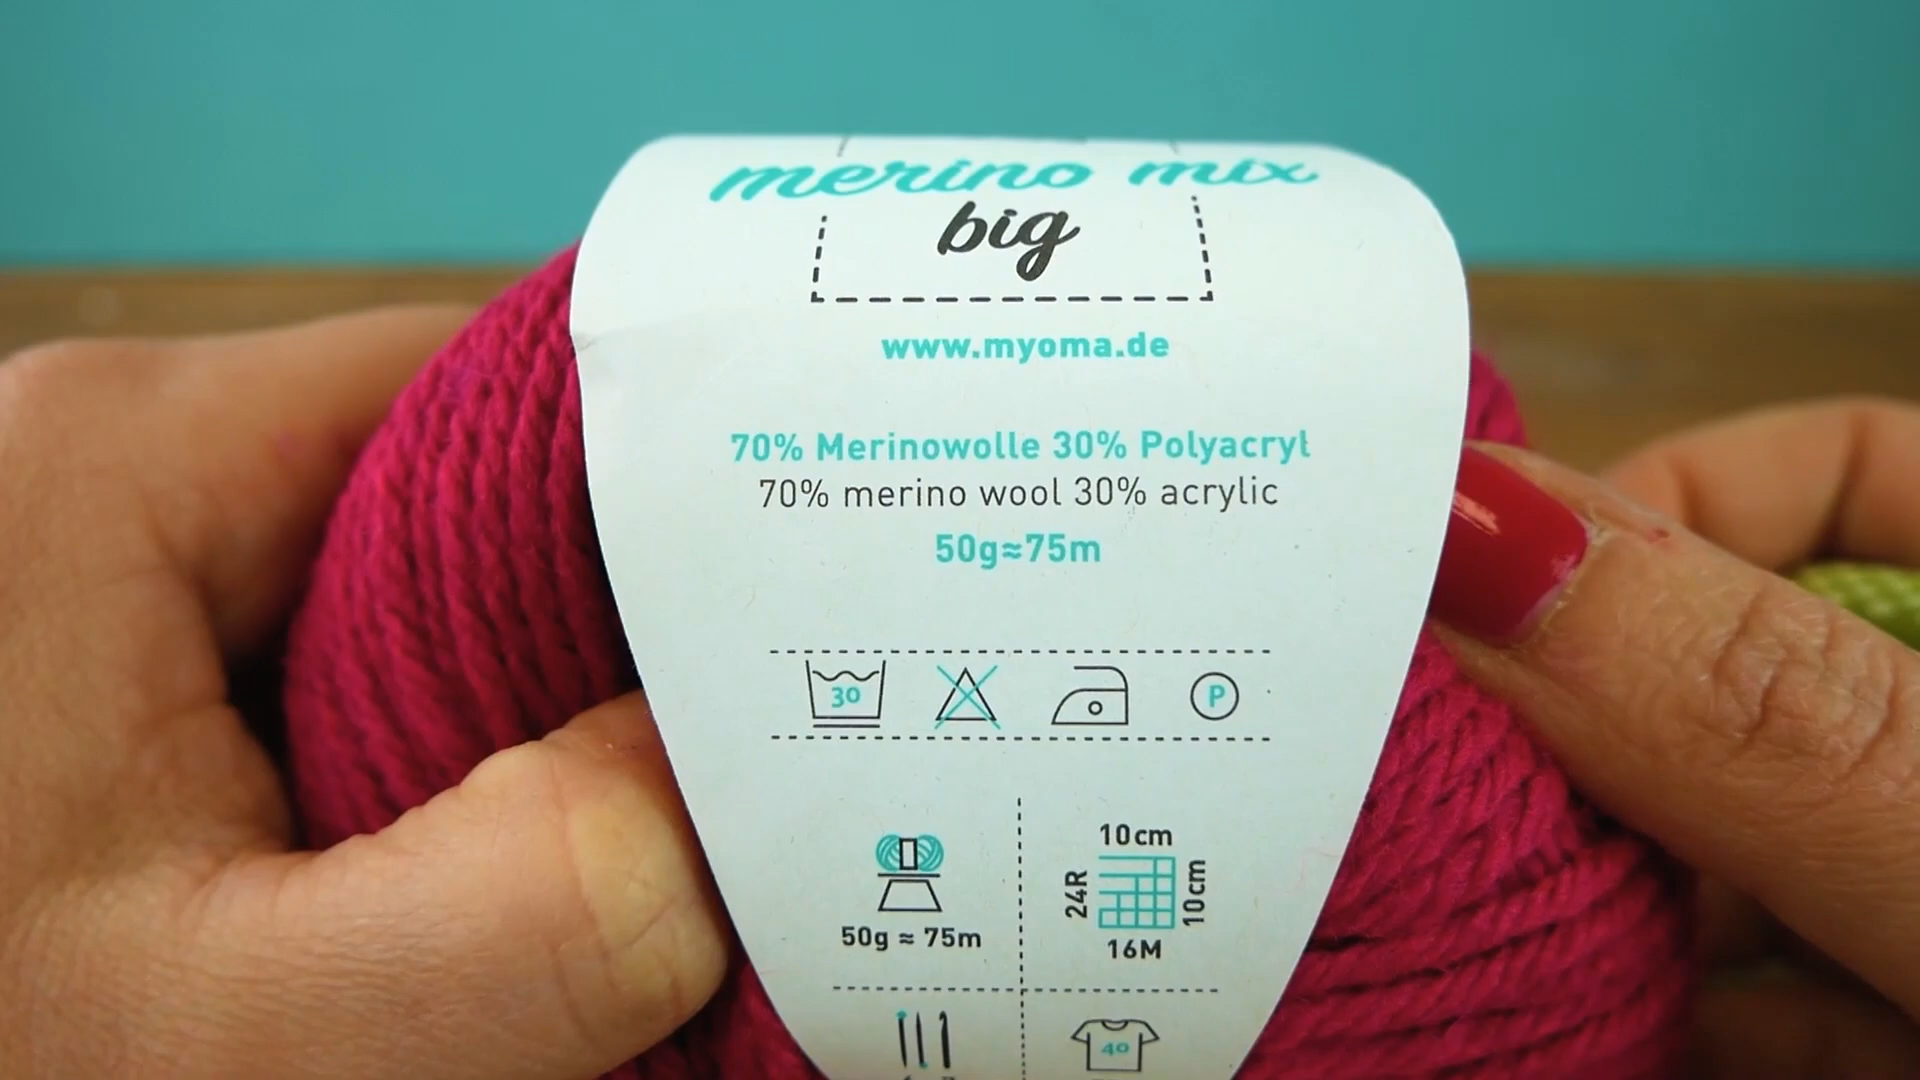 merino mix
big
www.myoma.de
70% Merinowolle 30% Polyacryl
70% merino wool 30% acrylic
50g≈75m
30
P
50g ≈ 75m
10cm
24R
10cm
16M
40